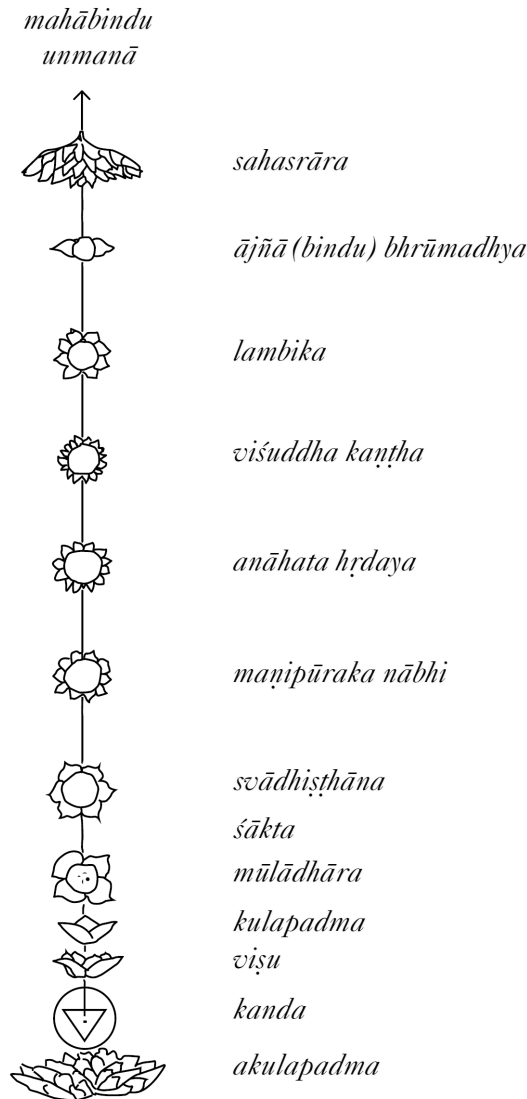 mahābindu
unmanā
sahasrāra
ājñā (bindu) bhrūmadhya
lambika
viśuddha kaṇṭha
anāhata hṛdaya
maṇipūraka nābhi
svādhiṣṭhāna
śākta
mūlādhāra
kulapadma
viṣu
kanda
akulapadma